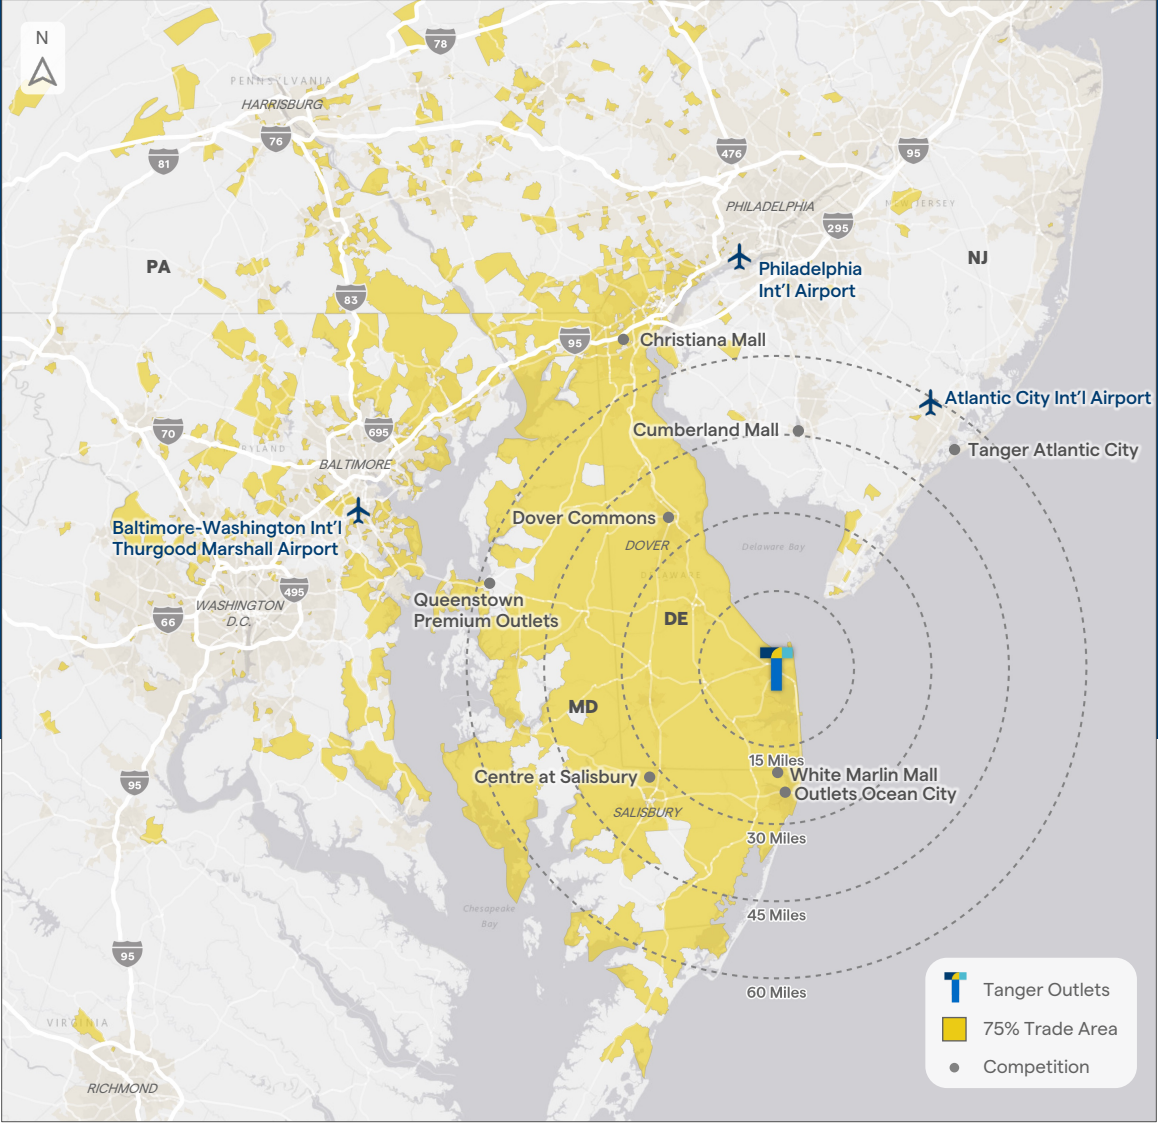 N
78
PENNSYLVANIA
HARRISBURG
76
81
476
95
PHILADELPHIA
NEW JERSEY
295
PA
NJ
Philadelphia
Int'l Airport
83
95
Christiana Mall
Atlantic City Int'l Airport
70
695
Cumberland Mall
MARYLAND
Tanger Atlantic City
BALTIMORE
Baltimore-Washington Int'l
Thurgood Marshall Airport
Dover Commons
DOVER
Delaware Bay
DELAWARE
495
Queenstown
Premium Outlets
WASHINGTON
D.C.
66
DE
MD
15 Miles
Centre at Salisbury
White Marlin Mall
Outlets Ocean City
95
SALISBURY
30 Miles
Chesapeake
Bay
45 Miles
95
60 Miles
Tanger Outlets
75% Trade Area
Competition
VIRGINIA
RICHMOND